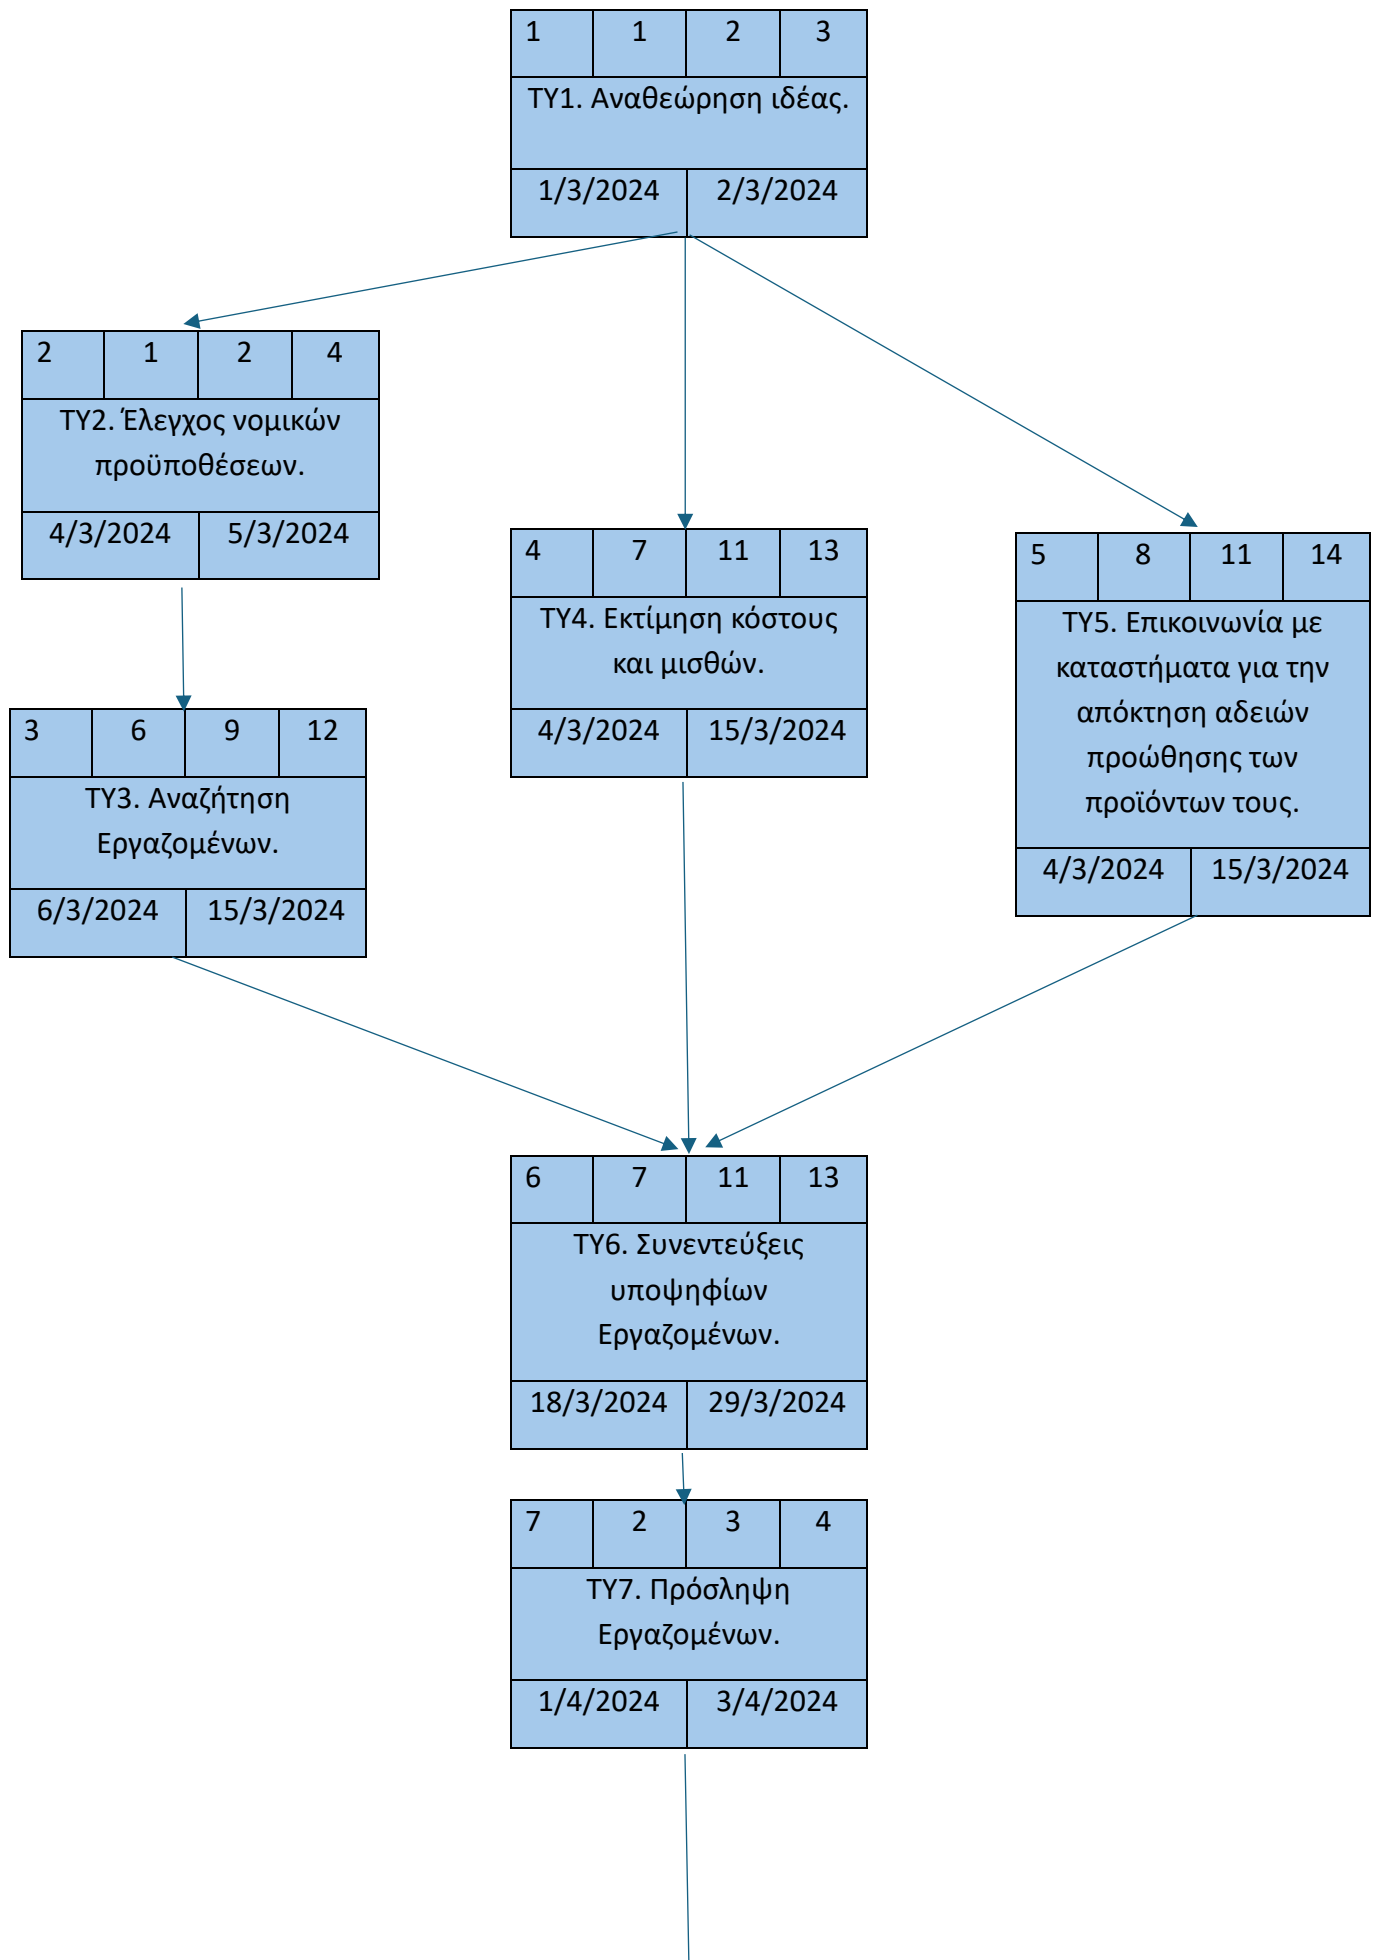 1 1 2 3
ΤΥ1. Αναθεώρηση ιδέας.
1/3/2024 2/3/2024
2 1 2 4
ΤΥ2. Έλεγχος νομικών
προϋποθέσεων.
4/3/2024 5/3/2024
3 6 9 12
ΤΥ3. Αναζήτηση
Εργαζομένων.
6/3/2024 15/3/2024
4 7 11 13
ΤΥ4. Εκτίμηση κόστους
και μισθών.
4/3/2024 15/3/2024
5 8 11 14
ΤΥ5. Επικοινωνία με
καταστήματα για την
απόκτηση αδειών
προώθησης των
προϊόντων τους.
4/3/2024 15/3/2024
6 7 11 13
ΤΥ6. Συνεντεύξεις
υποψηφίων
Εργαζομένων.
18/3/2024 29/3/2024
7 2 3 4
ΤΥ7. Πρόσληψη
Εργαζομένων.
1/4/2024 3/4/2024